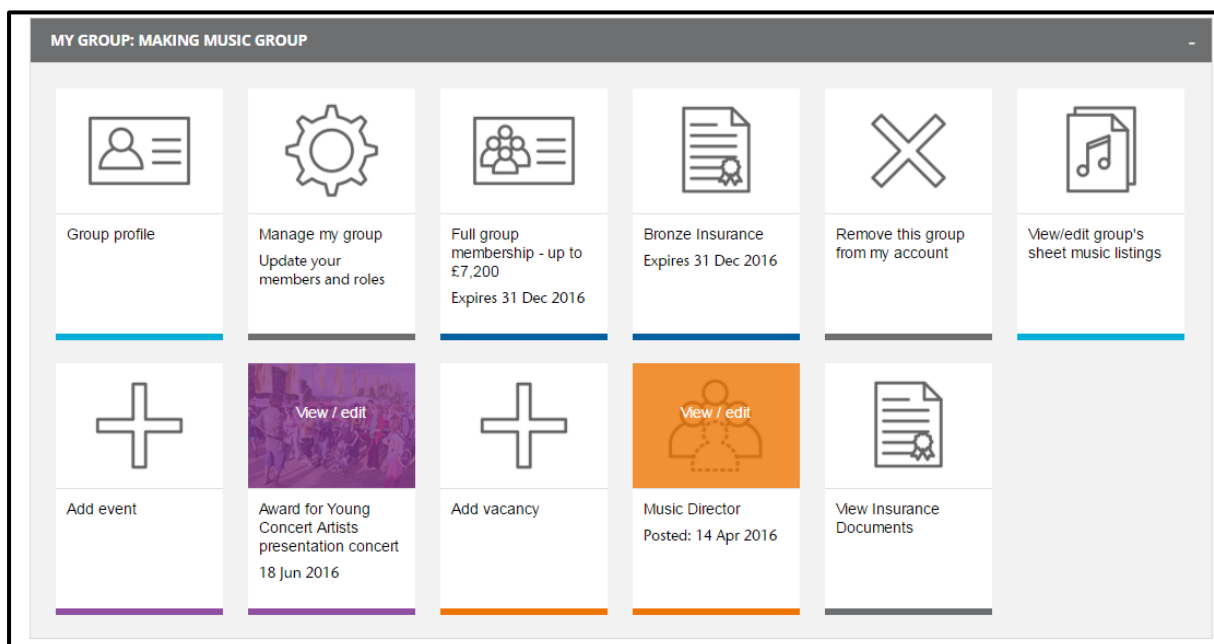 MY GROUP: MAKING MUSIC GROUP -
Group profile
Manage my group
Update your
members and roles
Full group
membership - up to
£7,200
Expires 31 Dec 2016
Bronze Insurance
Expires 31 Dec 2016
Remove this group
from my account
View/edit group's
sheet music listings
Add event
View / edit
Award for Young
Concert Artists
presentation concert
18 Jun 2016
Add vacancy
View / edit
Music Director
Posted: 14 Apr 2016
View Insurance
Documents